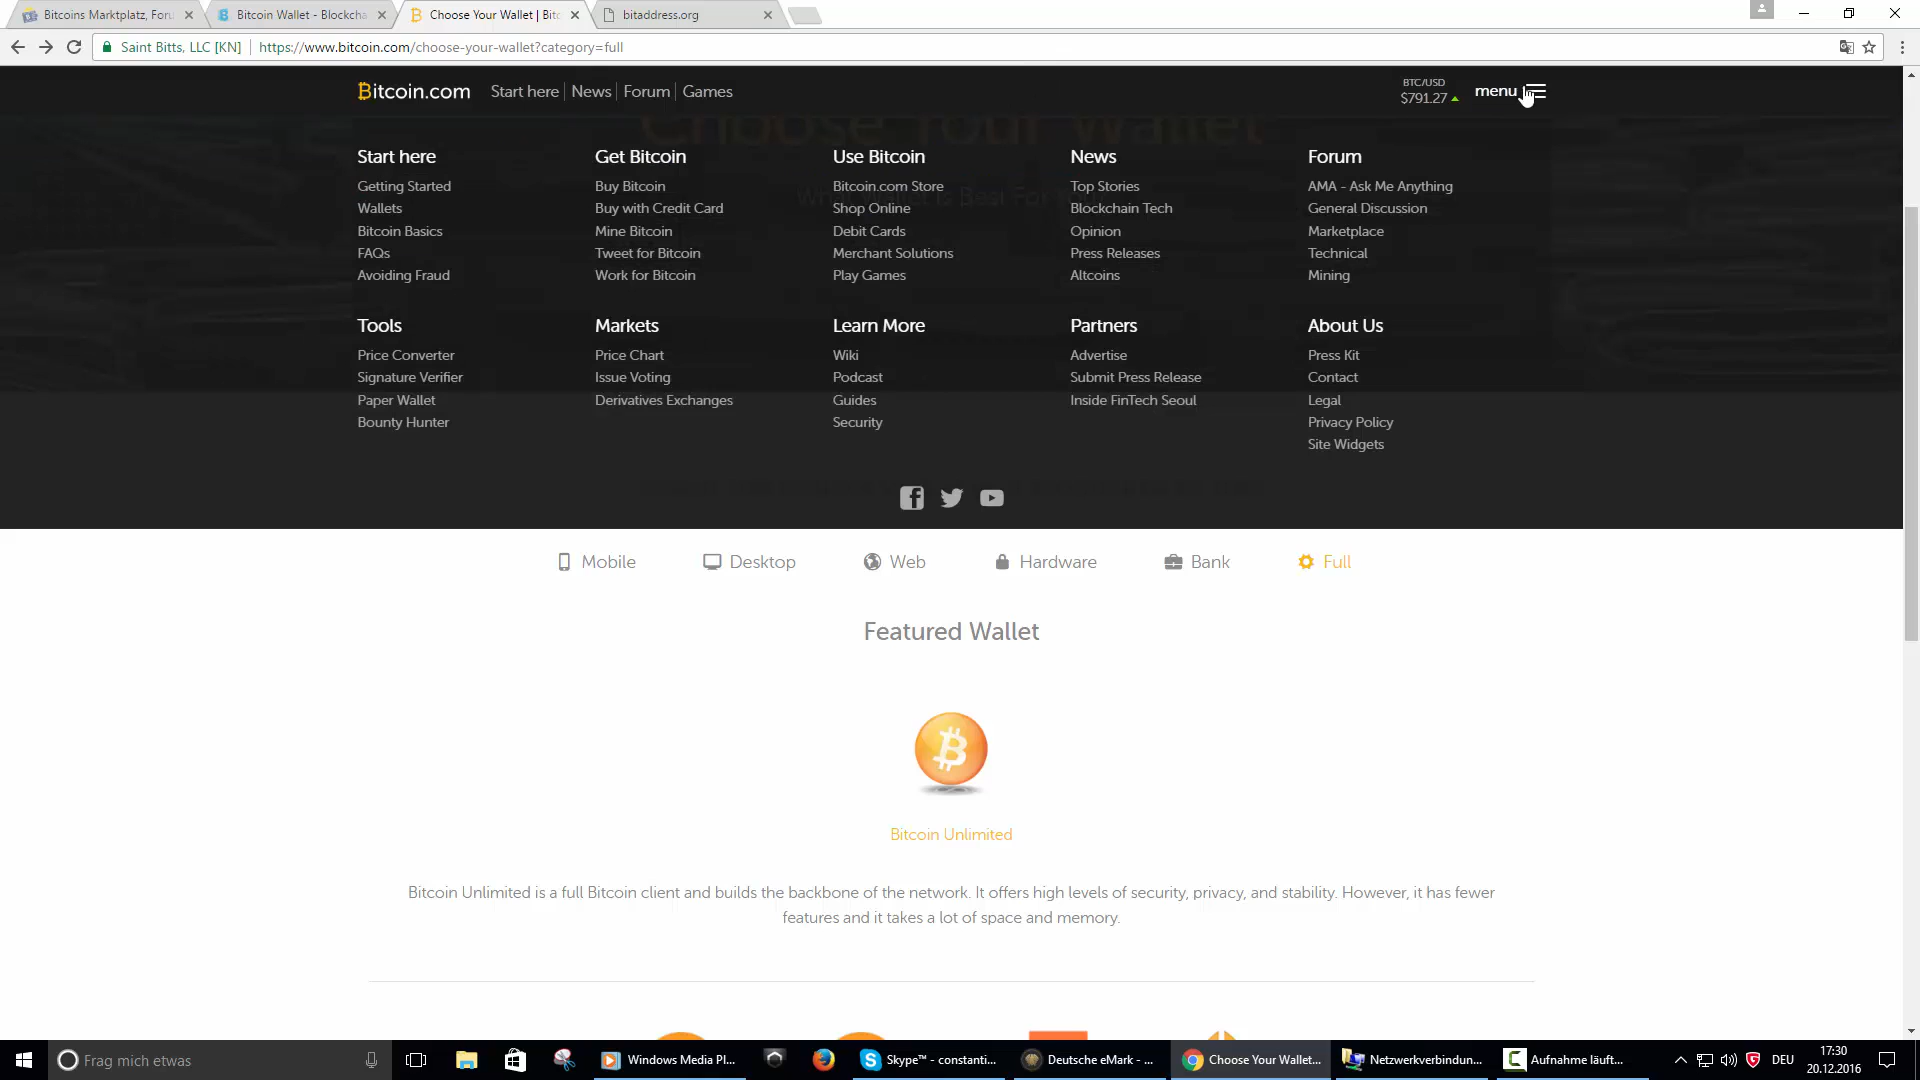 Bitcoins Marktplatz, Foru
Bitcoin Wallet - Blockcha
Choose Your Wallet | Bitc
bitaddress.org
Saint Bitts, LLC [KN]
https://www.bitcoin.com/choose-your-wallet?category=full
Bitcoin.com
Start here
News
Forum
Games
BTC/USD
$791.27
menu
Choose Your Wallet
Start here
Getting Started
Wallets
Bitcoin Basics
FAQs
Avoiding Fraud
Get Bitcoin
Buy Bitcoin
Buy with Credit Card
Mine Bitcoin
Tweet for Bitcoin
Work for Bitcoin
Use Bitcoin
Bitcoin.com Store
Shop Online
Debit Cards
Merchant Solutions
Play Games
News
Top Stories
Blockchain Tech
Opinion
Press Releases
Altcoins
Forum
AMA - Ask Me Anything
General Discussion
Marketplace
Technical
Mining
Tools
Price Converter
Signature Verifier
Paper Wallet
Bounty Hunter
Markets
Price Chart
Issue Voting
Derivatives Exchanges
Learn More
Wiki
Podcast
Guides
Security
Partners
Advertise
Submit Press Release
Inside FinTech Seoul
About Us
Press Kit
Contact
Legal
Privacy Policy
Site Widgets
Mobile
Desktop
Web
Hardware
Bank
Full
Featured Wallet
Bitcoin Unlimited
Bitcoin Unlimited is a full Bitcoin client and builds the backbone of the network. It offers high levels of security, privacy, and stability. However, it has fewer
features and it takes a lot of space and memory.
Frag mich etwas
Windows Media Pl...
Skype™ - constanti...
Deutsche eMark - ...
Choose Your Wallet...
Netzwerkverbindun...
Aufnahme läuft...
DEU
17:30
20.12.2016